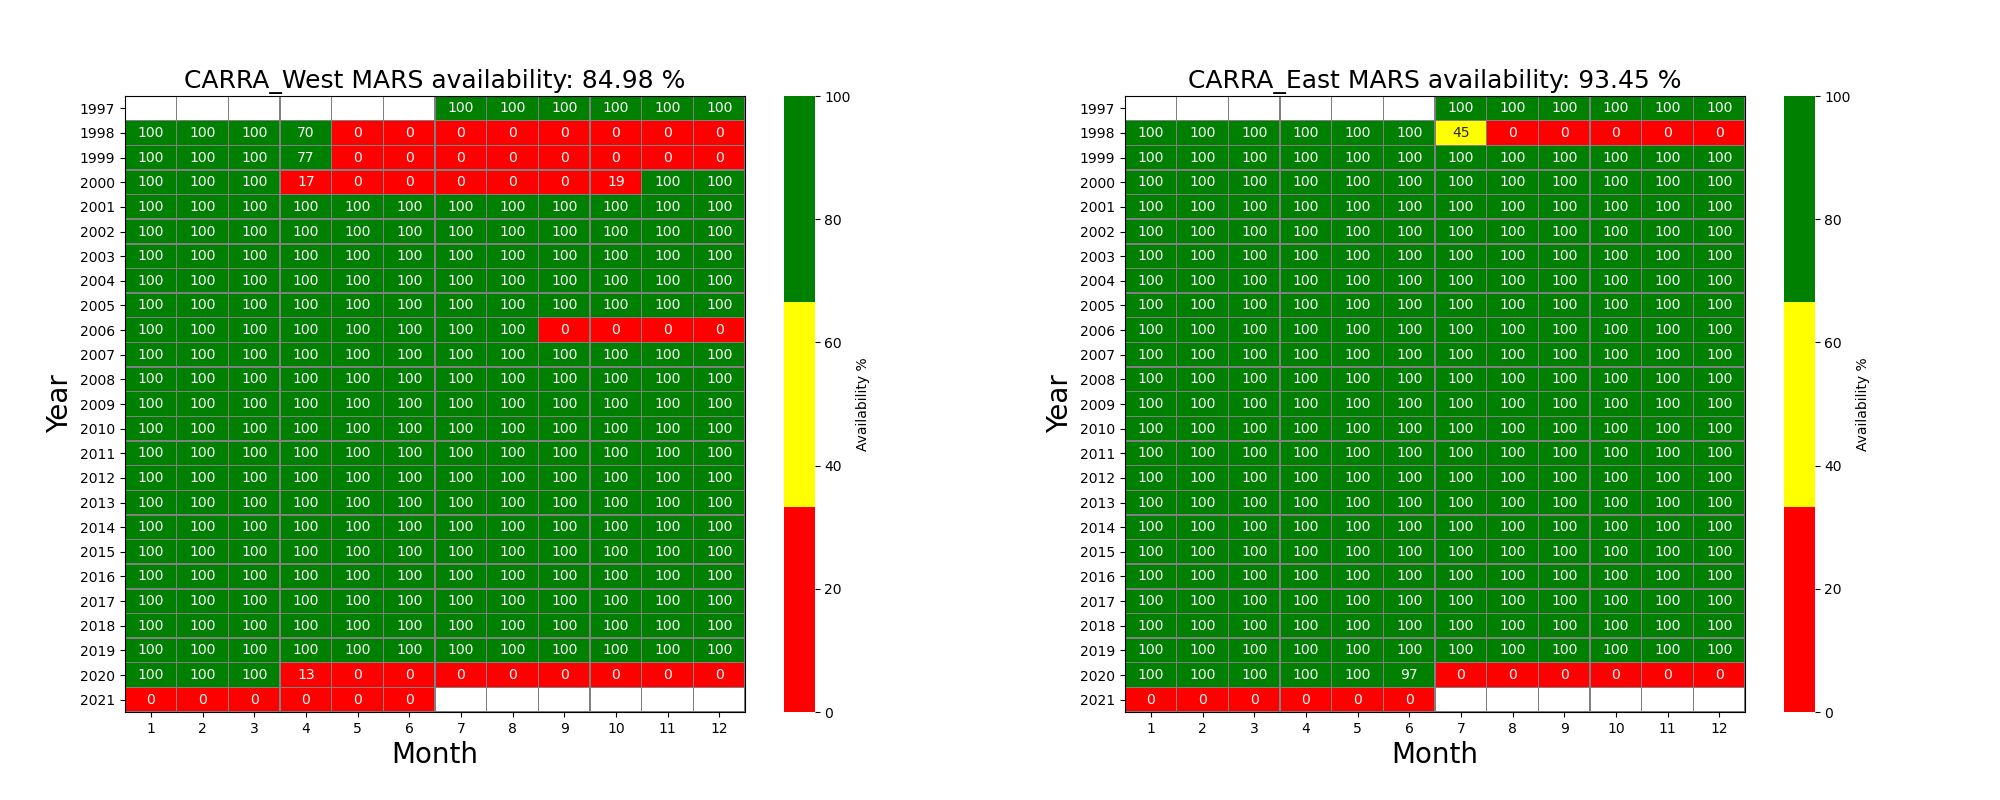 CARRA_West MARS availability: 84.98 %
Year
1997 100 100 100 100 100 100
1998 100 100 100 70 0 0 0 0 0 0 0 0
1999 100 100 100 77 0 0 0 0 0 0 0 0
2000 100 100 100 17 0 0 0 0 0 19 100 100
2001 100 100 100 100 100 100 100 100 100 100 100 100
2002 100 100 100 100 100 100 100 100 100 100 100 100
2003 100 100 100 100 100 100 100 100 100 100 100 100
2004 100 100 100 100 100 100 100 100 100 100 100 100
2005 100 100 100 100 100 100 100 100 100 100 100 100
2006 100 100 100 100 100 100 100 100 0 0 0 0
2007 100 100 100 100 100 100 100 100 100 100 100 100
2008 100 100 100 100 100 100 100 100 100 100 100 100
2009 100 100 100 100 100 100 100 100 100 100 100 100
2010 100 100 100 100 100 100 100 100 100 100 100 100
2011 100 100 100 100 100 100 100 100 100 100 100 100
2012 100 100 100 100 100 100 100 100 100 100 100 100
2013 100 100 100 100 100 100 100 100 100 100 100 100
2014 100 100 100 100 100 100 100 100 100 100 100 100
2015 100 100 100 100 100 100 100 100 100 100 100 100
2016 100 100 100 100 100 100 100 100 100 100 100 100
2017 100 100 100 100 100 100 100 100 100 100 100 100
2018 100 100 100 100 100 100 100 100 100 100 100 100
2019 100 100 100 100 100 100 100 100 100 100 100 100
2020 100 100 100 13 0 0 0 0 0 0 0 0
2021 0 0 0 0 0 0
1 2 3 4 5 6 7 8 9 10 11 12
Month
100
80
60
40
20
0
Availability %
CARRA_East MARS availability: 93.45 %
Year
1997 100 100 100 100 100 100
1998 100 100 100 100 100 100 45 0 0 0 0 0
1999 100 100 100 100 100 100 100 100 100 100 100 100
2000 100 100 100 100 100 100 100 100 100 100 100 100
2001 100 100 100 100 100 100 100 100 100 100 100 100
2002 100 100 100 100 100 100 100 100 100 100 100 100
2003 100 100 100 100 100 100 100 100 100 100 100 100
2004 100 100 100 100 100 100 100 100 100 100 100 100
2005 100 100 100 100 100 100 100 100 100 100 100 100
2006 100 100 100 100 100 100 100 100 100 100 100 100
2007 100 100 100 100 100 100 100 100 100 100 100 100
2008 100 100 100 100 100 100 100 100 100 100 100 100
2009 100 100 100 100 100 100 100 100 100 100 100 100
2010 100 100 100 100 100 100 100 100 100 100 100 100
2011 100 100 100 100 100 100 100 100 100 100 100 100
2012 100 100 100 100 100 100 100 100 100 100 100 100
2013 100 100 100 100 100 100 100 100 100 100 100 100
2014 100 100 100 100 100 100 100 100 100 100 100 100
2015 100 100 100 100 100 100 100 100 100 100 100 100
2016 100 100 100 100 100 100 100 100 100 100 100 100
2017 100 100 100 100 100 100 100 100 100 100 100 100
2018 100 100 100 100 100 100 100 100 100 100 100 100
2019 100 100 100 100 100 100 100 100 100 100 100 100
2020 100 100 100 100 100 97 0 0 0 0 0 0
2021 0 0 0 0 0 0
1 2 3 4 5 6 7 8 9 10 11 12
Month
100
80
60
40
20
0
Availability %